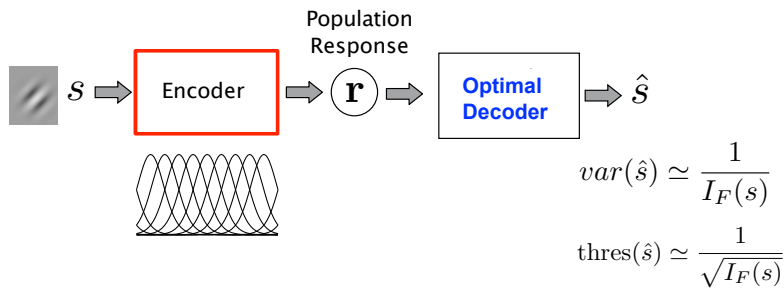 Population
Response
s
Encoder
r
Optimal
Decoder
ŝ
var(ŝ) ≃ 1 / I_F(s)
thres(ŝ) ≃ 1 / √I_F(s)